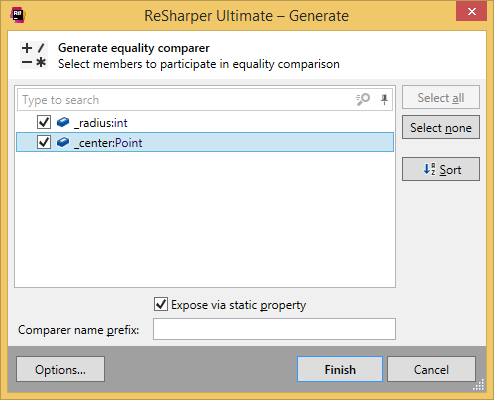 ReSharper Ultimate – Generate
Generate equality comparer
Select members to participate in equality comparison
Type to search
Select all
_radius:int
Select none
_center:Point
Sort
Expose via static property
Comparer name prefix:
Options...
Finish
Cancel